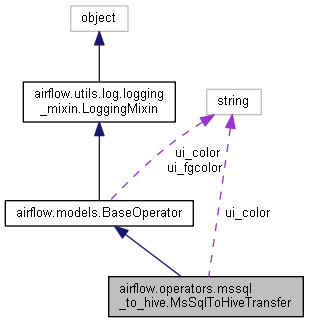 object
airflow.utils.log.logging
_mixin.LoggingMixin
string
ui_color
ui_fgcolor
airflow.models.BaseOperator
ui_color
airflow.operators.mssql
_to_hive.MsSqlToHiveTransfer